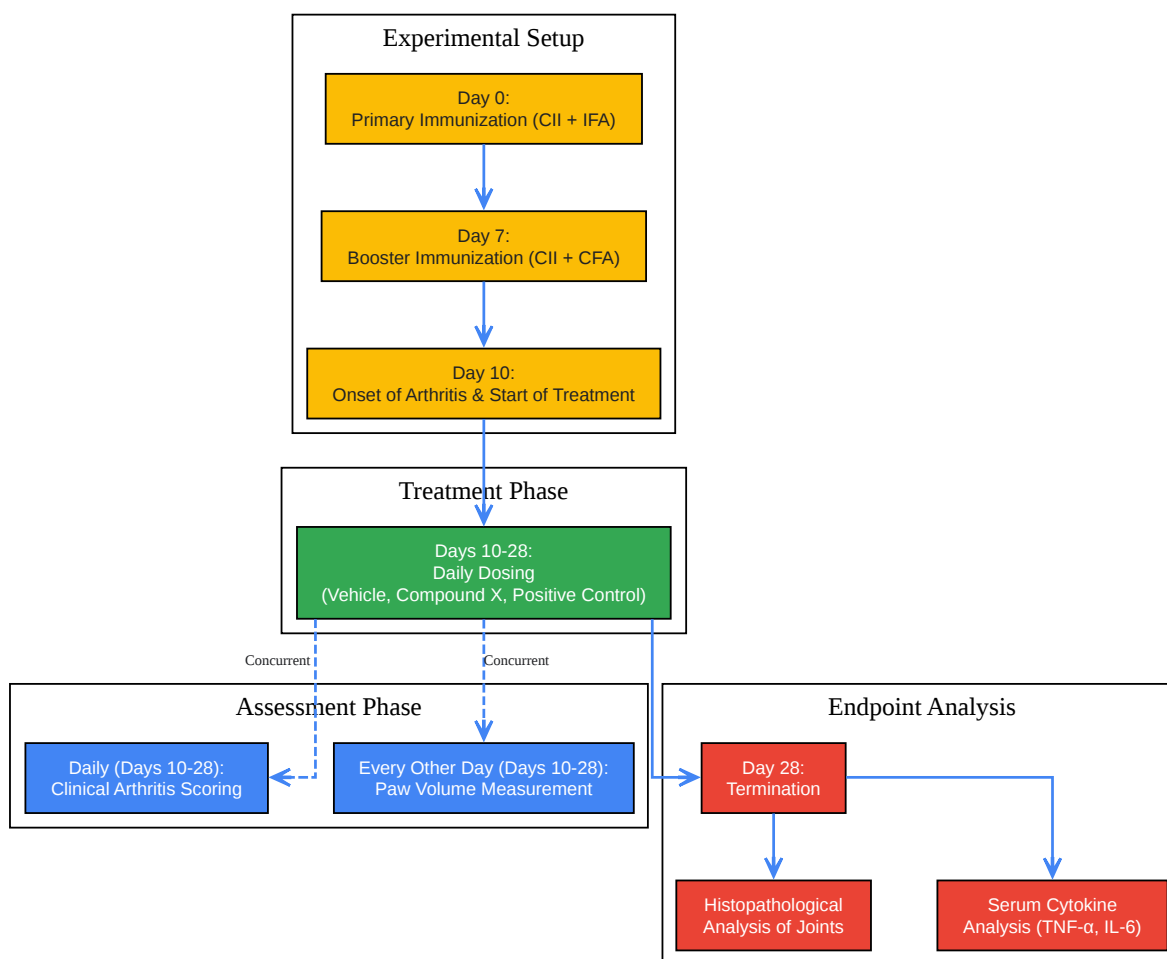 Experimental Setup
Day 0:
Primary Immunization (CII + IFA)
Day 7:
Booster Immunization (CII + CFA)
Day 10:
Onset of Arthritis & Start of Treatment
Treatment Phase
Days 10-28:
Daily Dosing
(Vehicle, Compound X, Positive Control)
Concurrent
Concurrent
Assessment Phase
Daily (Days 10-28):
Clinical Arthritis Scoring
Every Other Day (Days 10-28):
Paw Volume Measurement
Endpoint Analysis
Day 28:
Termination
Histopathological
Analysis of Joints
Serum Cytokine
Analysis (TNF-α, IL-6)